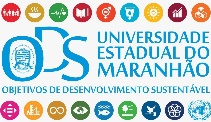 ODS
UNIVERSIDADE
ESTADUAL DO
MARANHÃO
OBJETIVOS DE DESENVOLVIMENTO SUSTENTÁVEL